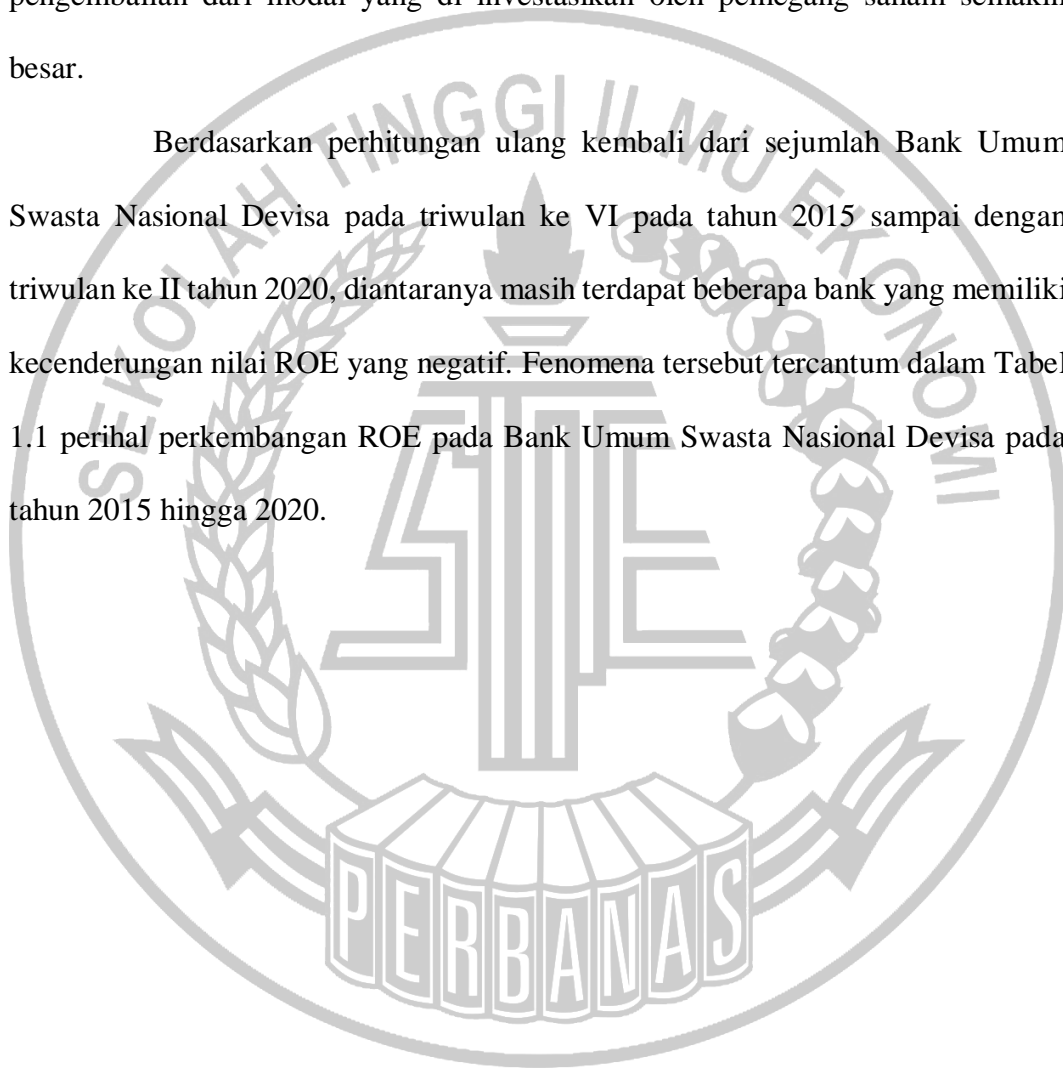 pengembalian dari modal yang di investasikan oleh pemegang saham semakin
besar.
Berdasarkan perhitungan ulang kembali dari sejumlah Bank Umum
Swasta Nasional Devisa pada triwulan ke VI pada tahun 2015 sampai dengan
triwulan ke II tahun 2020, diantaranya masih terdapat beberapa bank yang memiliki
kecenderungan nilai ROE yang negatif. Fenomena tersebut tercantum dalam Tabel
1.1 perihal perkembangan ROE pada Bank Umum Swasta Nasional Devisa pada
tahun 2015 hingga 2020.
SEKOLAH TINGGI ILMU EKONOMI
PERBANAS